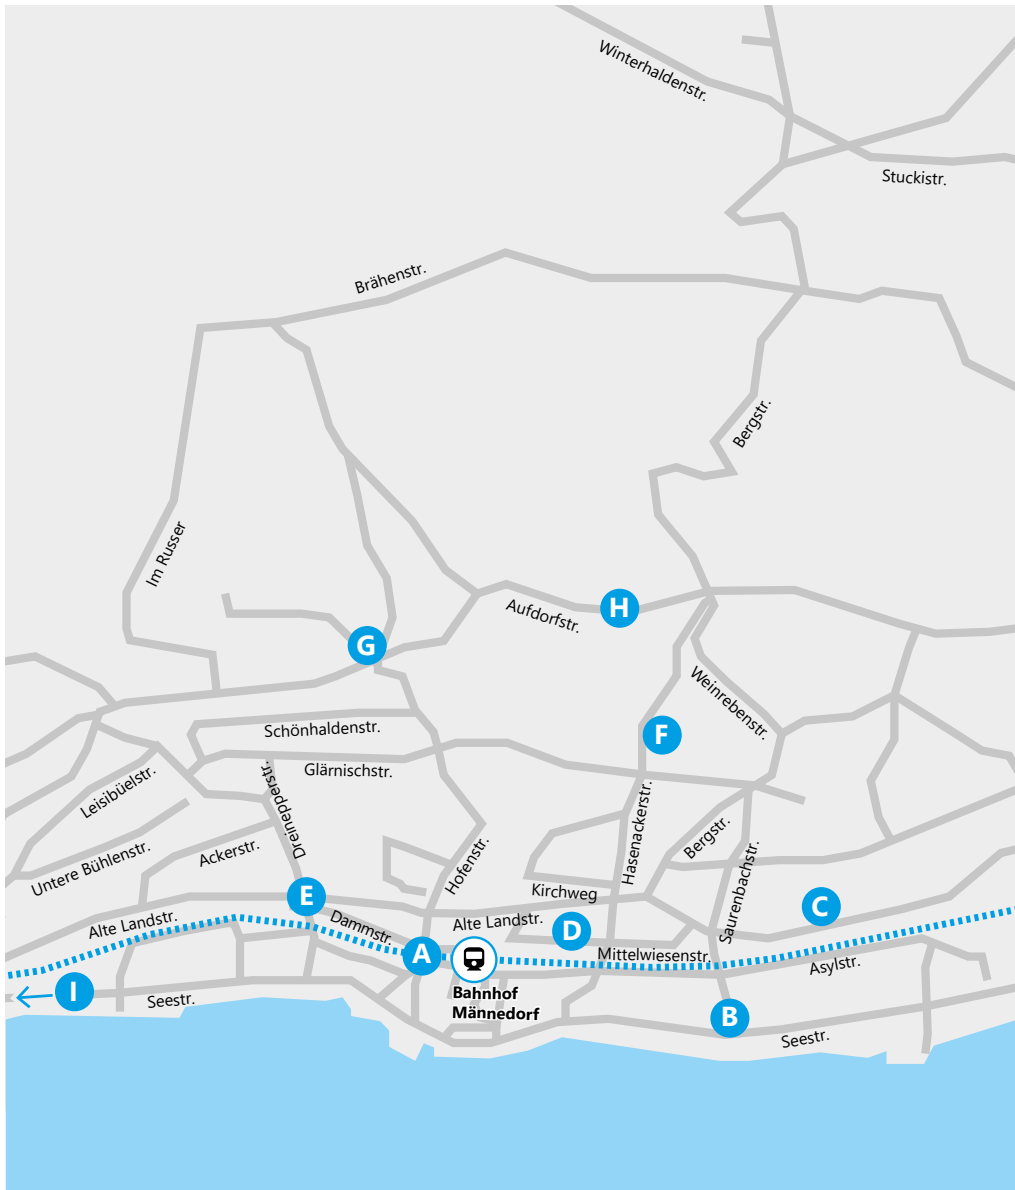 Winterhaldenstr.
Stuckistr.
Brähenstr.
Bergstr.
Im Russer
Aufdorfstr.
H
G
Weinrebenstr.
F
Schönhaldenstr.
Glärnischstr.
Dreinepperstr.
Leisibüelstr.
Hasenackerstr.
Bergstr.
Untere Bühlenstr.
Ackerstr.
Hofenstr.
Saurenbachstr.
Kirchweg
E
C
Alte Landstr.
Dammstr.
Alte Landstr.
D
A
Mittelwiesenstr.
Asylstr.
I
Seestr.
Bahnhof
Männedorf
B
Seestr.